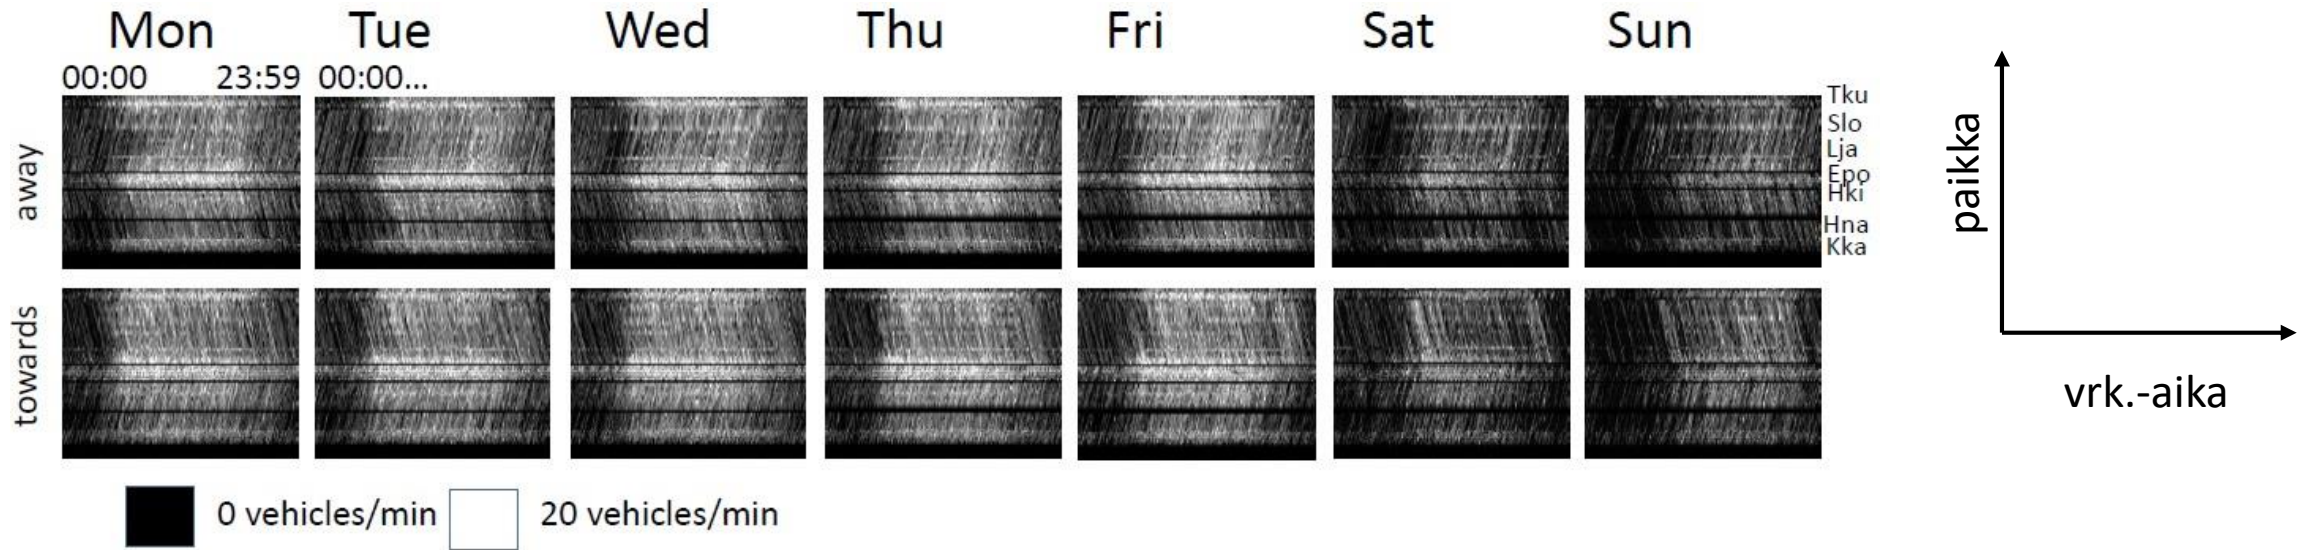 Mon Tue Wed Thu Fri Sat Sun
00:00 23:59 00:00...
away
Tku
Slo
Lja
Epo
Hki
Hna
Kka
towards
0 vehicles/min 20 vehicles/min
paikka
vrk.-aika